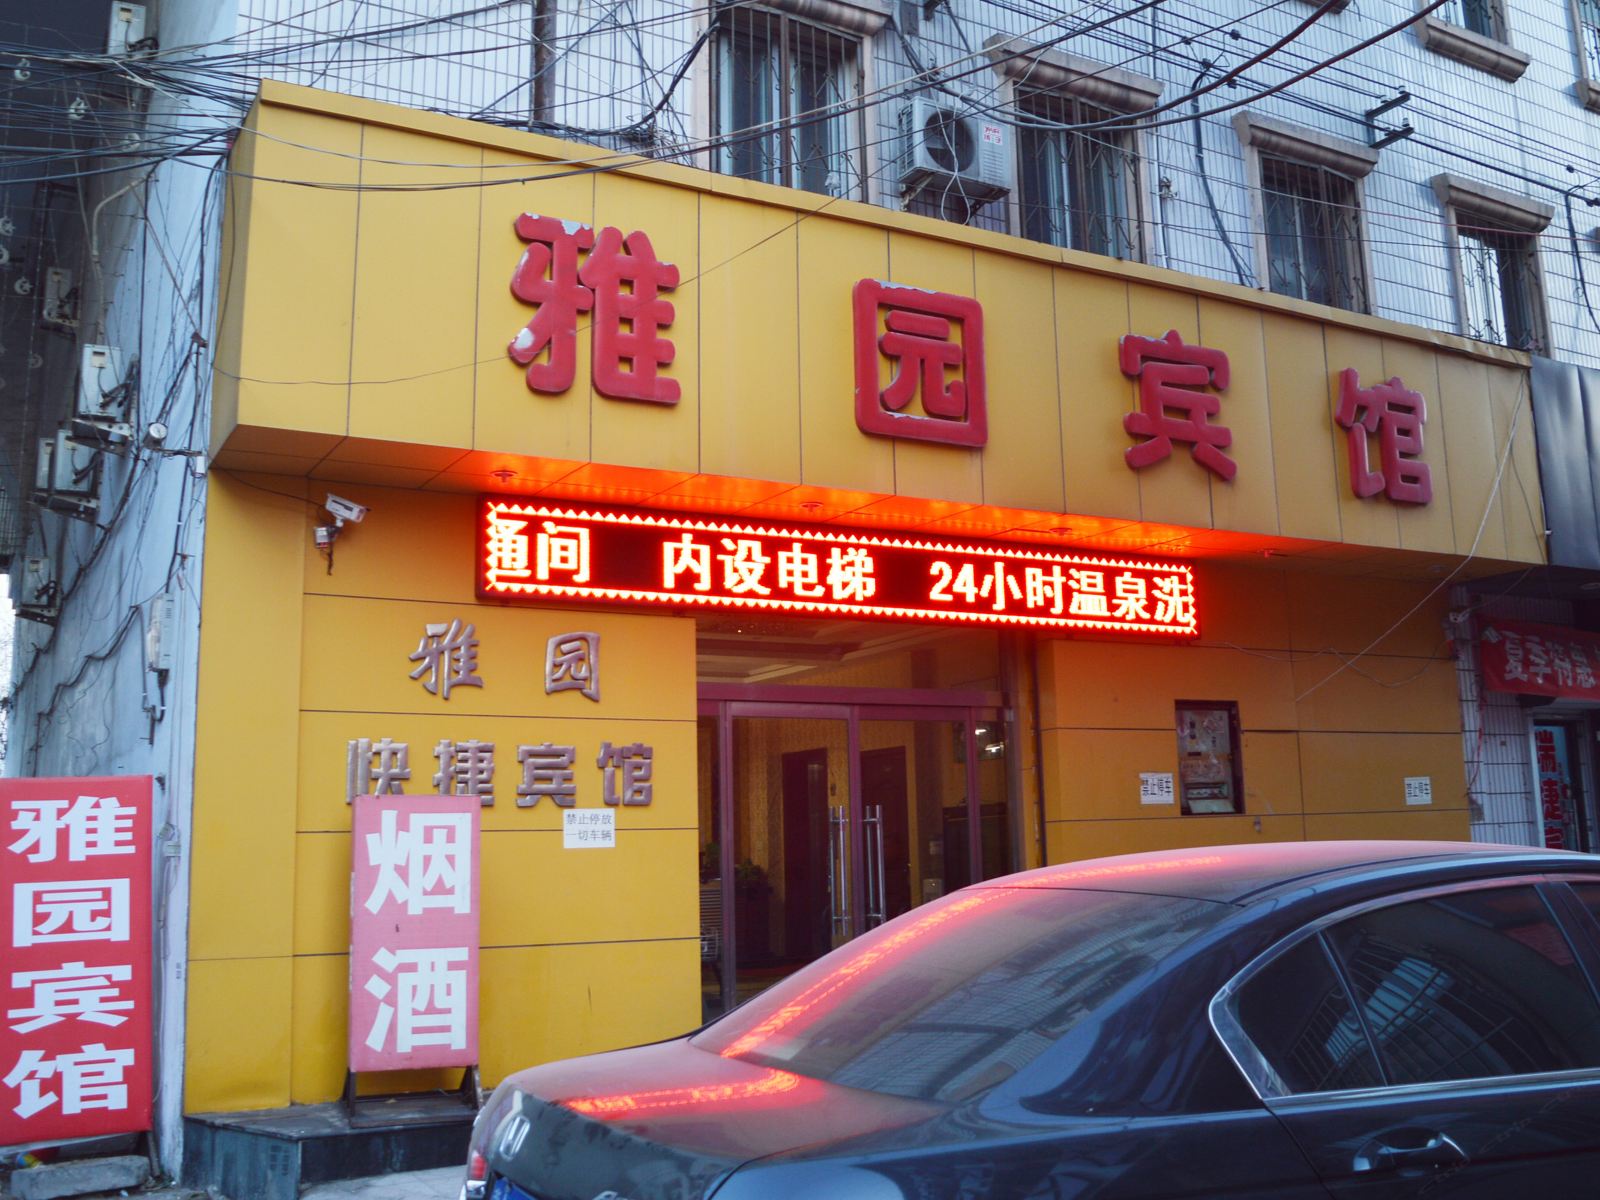 雅园宾馆
通间 内设电梯 24小时温泉洗
雅园
快捷宾馆
禁止停放
一切车辆
烟酒
雅园宾馆
禁止停车
禁止停车
夏季特惠